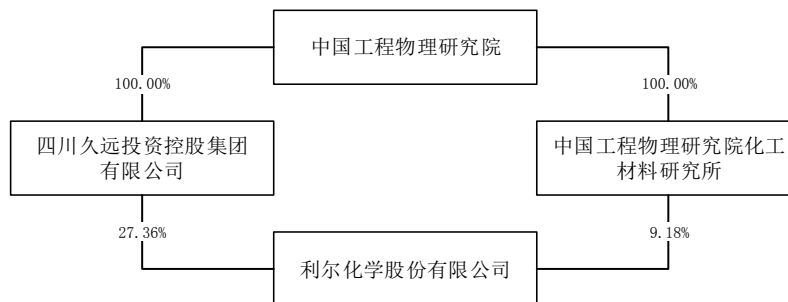 中国工程物理研究院
100.00%
100.00%
四川久远投资控股集团
有限公司
中国工程物理研究院化工
材料研究所
27.36%
9.18%
利尔化学股份有限公司